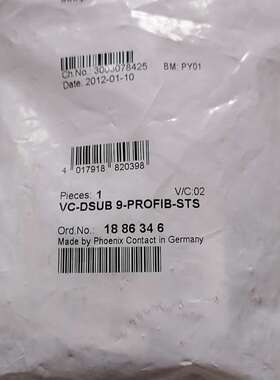 Ch.No.: 3003078425 BM: PY01
Date: 2012-01-10
4 017918 820398
Pieces: 1 V/C:02
VC-DSUB 9-PROFIB-STS
Ord.No.: 18 86 34 6
Made by Phoenix Contact in Germany